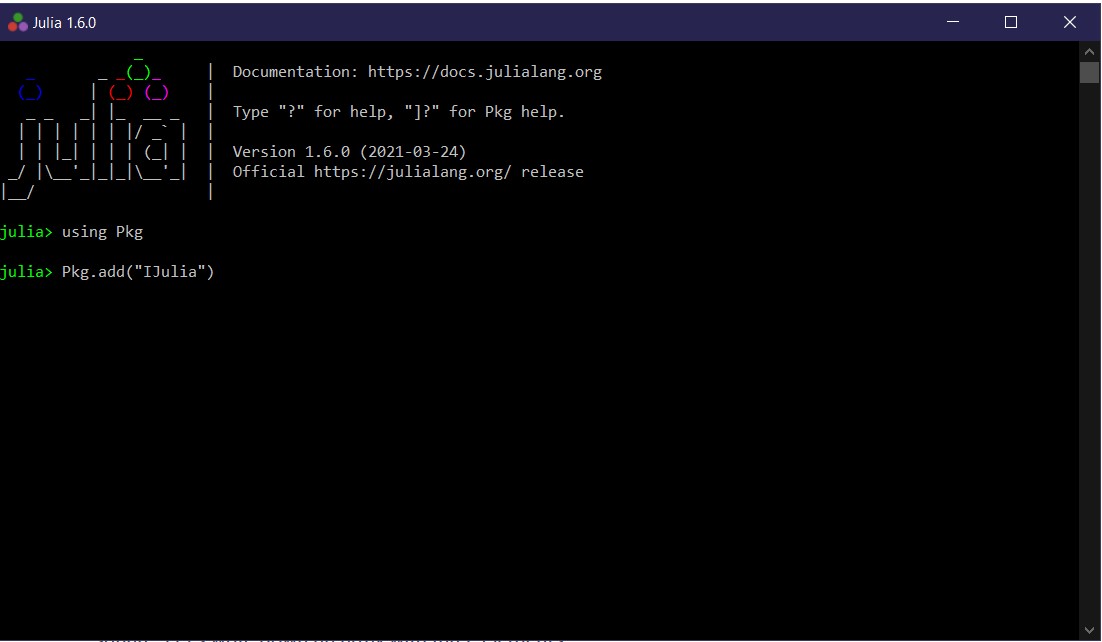 Julia 1.6.0
Documentation: https://docs.julialang.org
Type "?" for help, "]?" for Pkg help.
Version 1.6.0 (2021-03-24)
Official https://julialang.org/ release
julia> using Pkg
julia> Pkg.add("IJulia")